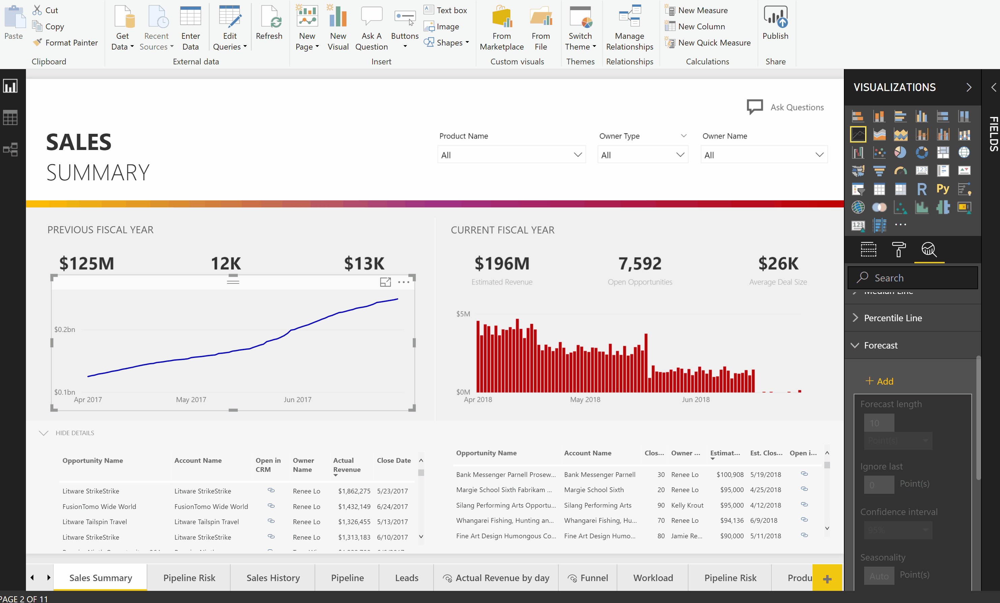 Paste
Cut
Copy
Format Painter
Clipboard
Get Data
Recent Sources
Enter Data
Edit Queries
Refresh
External data
New Page
New Visual
Ask A Question
Buttons
Text box
Image
Shapes
Insert
From Marketplace
From File
Custom visuals
Switch Theme
Themes
Manage Relationships
Relationships
New Measure
New Column
New Quick Measure
Calculations
Publish
Share
Ask Questions
SALES
SUMMARY
Product Name
All
Owner Type
All
Owner Name
All
PREVIOUS FISCAL YEAR
$125M
12K
$13K
$0.2bn
$0.1bn
Apr 2017 May 2017 Jun 2017
CURRENT FISCAL YEAR
$196M
Estimated Revenue
7,592
Open Opportunities
$26K
Average Deal Size
$5M
$0M
Apr 2018 May 2018 Jun 2018
HIDE DETAILS
Opportunity Name Account Name Open in CRM Owner Name Actual Revenue Close Date
Litware StrikeStrike Litware StrikeStrike Renee Lo $1,862,275 5/23/2017
FusionTomo Wide World FusionTomo Wide World Renee Lo $1,432,149 6/24/2017
Litware Tailspin Travel Litware Tailspin Travel Renee Lo $1,326,455 5/13/2017
Litware StrikeStrike Litware StrikeStrike Renee Lo $1,313,183 6/10/2017
Opportunity Name Account Name Clos... Owner ... Estimat... Est. Clos... Open i...
Bank Messenger Parnell Prosew... Bank Messenger Parnell 30 Renee Lo $100,908 5/19/2018
Margie School Sixth Fabrikam ... Margie School Sixth 20 Renee Lo $95,000 4/25/2018
Silang Performing Arts Opportu... Silang Performing Arts 90 Kelly Krout $95,000 4/12/2018
Whangarei Fishing, Hunting an... Whangarei Fishing, Hu... 70 Renee Lo $94,136 6/9/2018
Fine Art Design Humongous Co... Fine Art Design Humo... 80 Jamie Re... $90,000 5/11/2018
Sales Summary
Pipeline Risk
Sales History
Pipeline
Leads
Actual Revenue by day
Funnel
Workload
Pipeline Risk
Produ
PAGE 2 OF 11
VISUALIZATIONS
123
R
Py
123
Search
Median Line
Percentile Line
Forecast
Add
Forecast length
10
Point(s)
Ignore last
0 Point(s)
Confidence interval
95%
Seasonality
Auto Point(s)
FIELDS